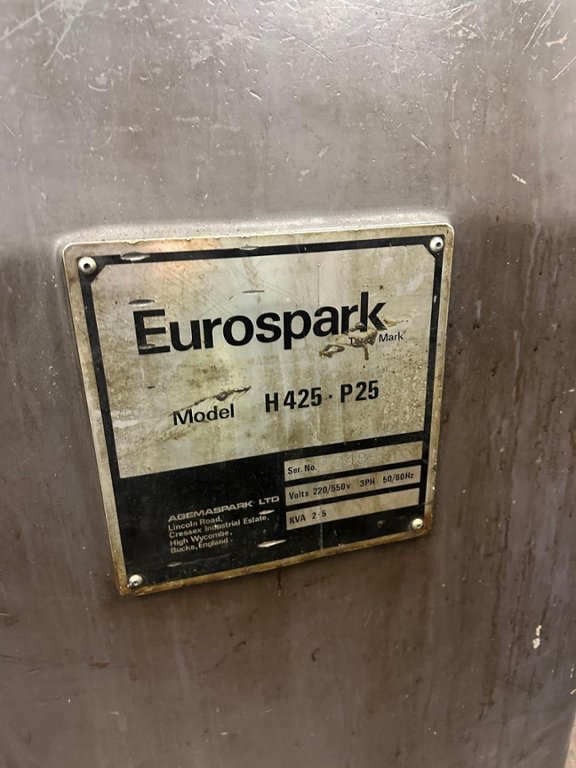 Eurospark
Mark
Model H425·P25
Ser. No.
Volts 220/550v 3PH 50/60Hz
KVA 2·5
AGEMASPARK LTD
Lincoln Road,
Cressex Industrial Estate,
High Wycombe,
Bucks, England